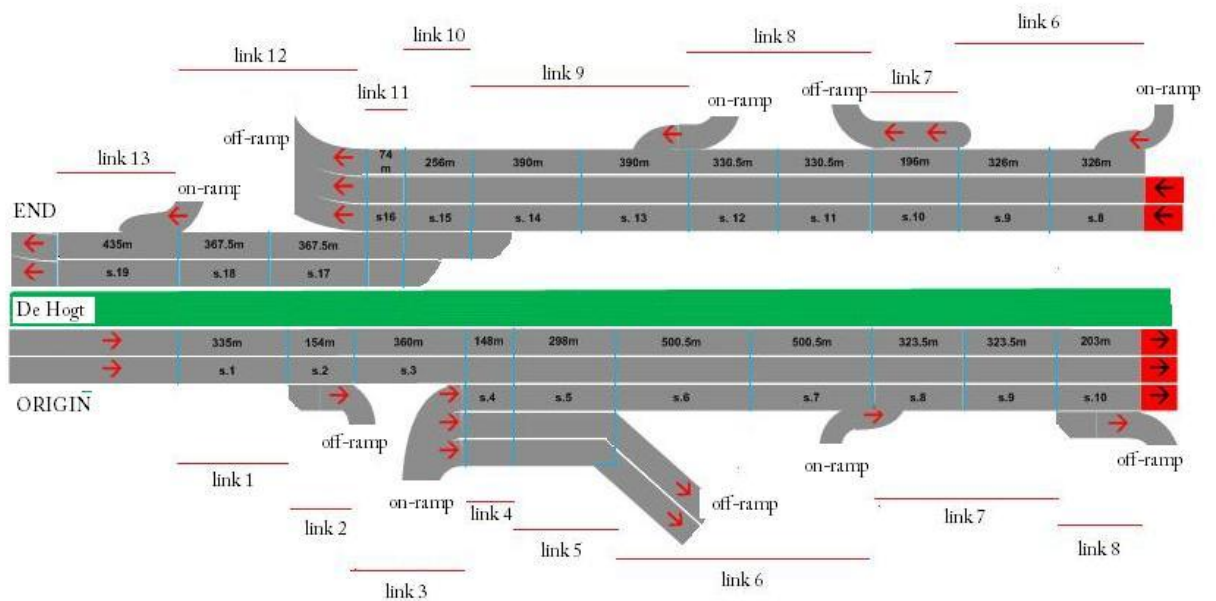 link 10
link 6
link 8
link 12
link 9
link 7
link 11
off-ramp
on-ramp
on-ramp
off-ramp
link 13
on-ramp
74 m
256m
390m
390m
330.5m
330.5m
196m
326m
326m
s16
s.15
s. 14
s. 13
s. 12
s. 11
s. 10
s.9
s.8
END
435m
367.5m
367.5m
s.19
s.18
s.17
De Hogt
335m
154m
360m
148m
298m
500.5m
500.5m
323.5m
323.5m
203m
s.1
s.2
s.3
ORIGIN
s.4
s.5
s.6
s.7
s.8
s.9
s.10
off-ramp
on-ramp
off-ramp
on-ramp
off-ramp
link 1
link 2
link 3
link 4
link 5
link 6
link 7
link 8